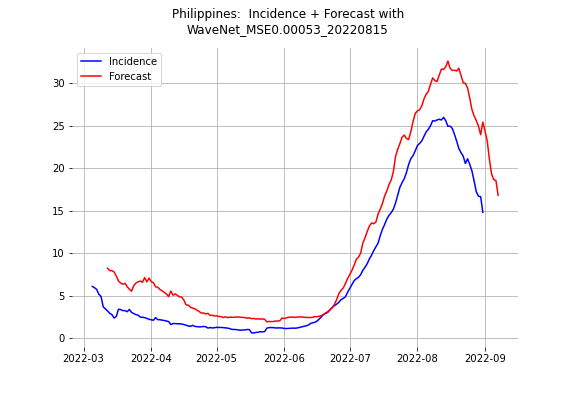 Philippines:  Incidence + Forecast with
WaveNet_MSE0.00053_20220815
Incidence
Forecast
30
25
20
15
10
5
0
2022-03 2022-04 2022-05 2022-06 2022-07 2022-08 2022-09